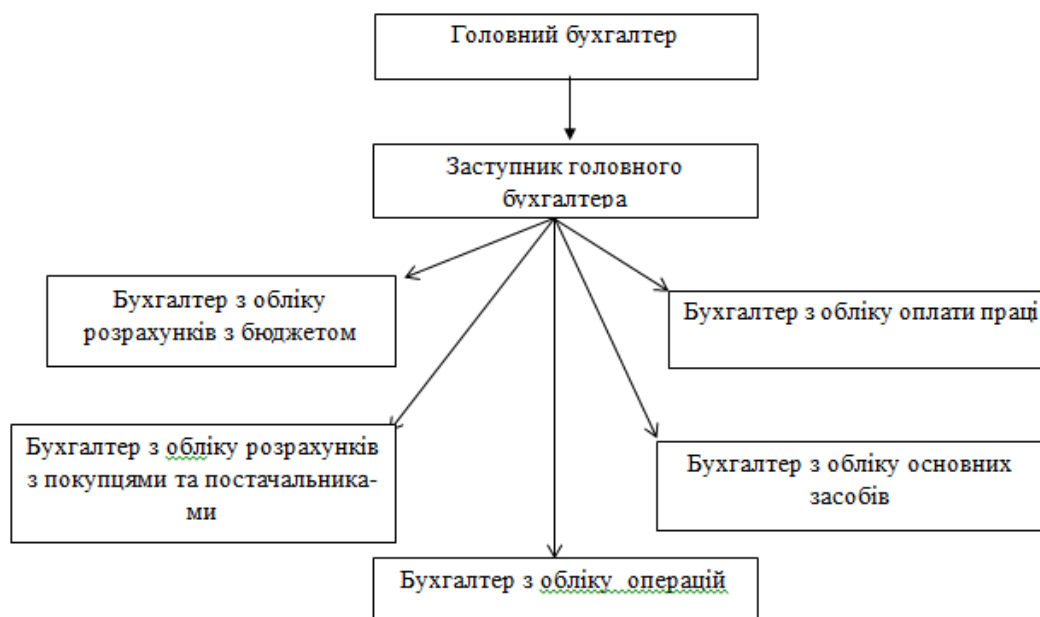 Головний бухгалтер
Заступник головного
бухгалтера
Бухгалтер з обліку
розрахунків з бюджетом
Бухгалтер з обліку оплати праці
Бухгалтер з обліку розрахунків
з покупцями та постачальника-
ми
Бухгалтер з обліку основних
засобів
Бухгалтер з обліку операцій